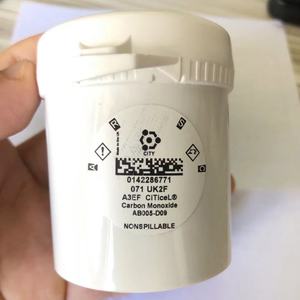 CITY
0142286771
071 UK2F
A3EF CiTiceL®
Carbon Monoxide
AB005-D09
NONSPILLABLE